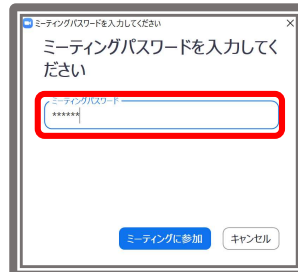 ミーティングパスワードを入力してください
ミーティングパスワードを入力してく
ださい
ミーティングパスワード
******
ミーティングに参加
キャンセル